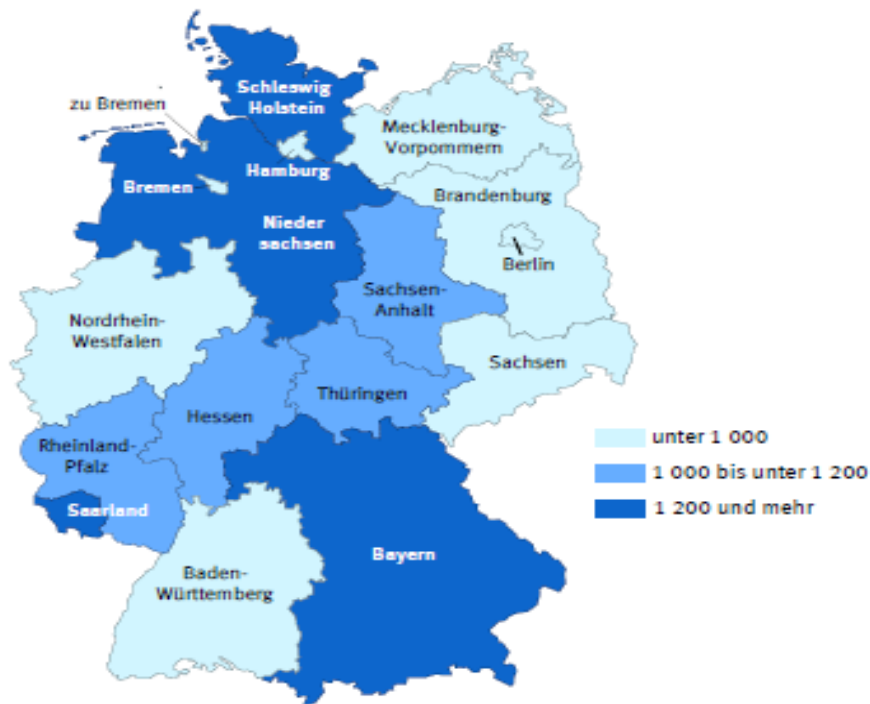 Schleswig
Holstein
zu Bremen
Mecklenburg-
Vorpommern
Hamburg
Bremen
Brandenburg
Nieder
sachsen
Berlin
Sachsen-
Anhalt
Nordrhein-
Westfalen
Sachsen
Thüringen
Hessen
Rheinland-
Pfalz
Saarland
Bayern
Baden-
Württemberg
unter 1 000
1 000 bis unter 1 200
1 200 und mehr